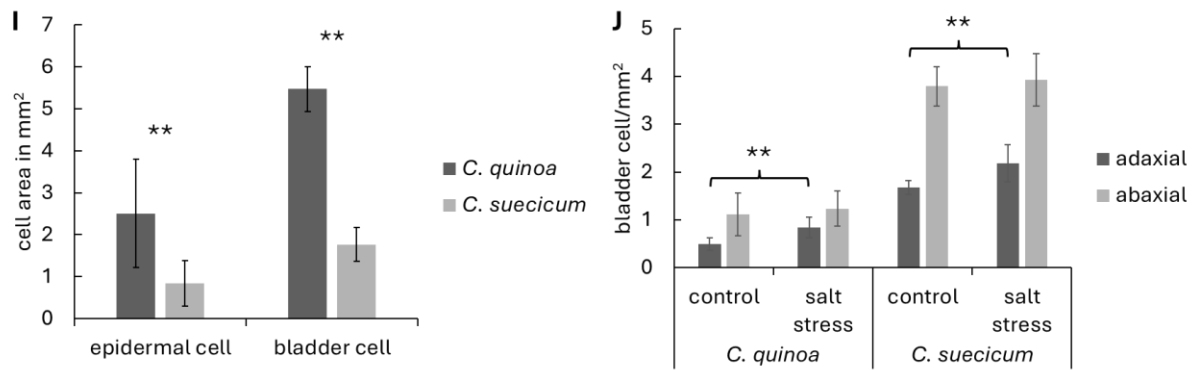 I
cell area in mm²
7
6
5
4
3
2
1
0
**
**
epidermal cell
bladder cell
C. quinoa
C. suecicum
J
bladder cell/mm²
5
4
3
2
1
0
**
**
control
salt
stress
control
salt
stress
C. quinoa
C. suecicum
adaxial
abaxial